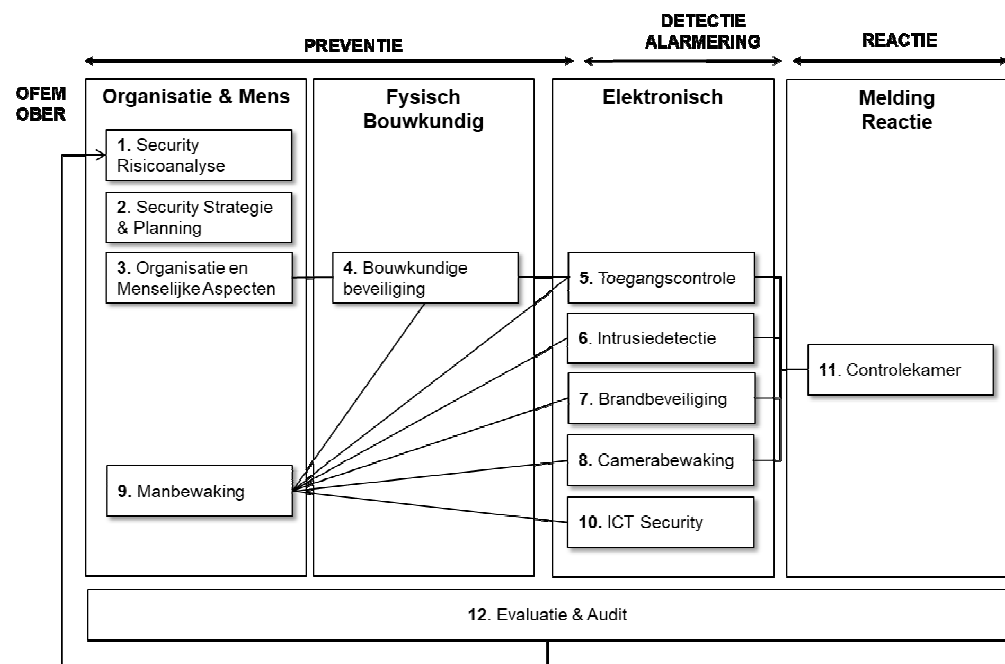 PREVENTIE
DETECTIE
ALARMERING
REACTIE
OFEM
OBER
Organisatie & Mens
Fysisch
Bouwkundig
Elektronisch
Melding
Reactie
1. Security
Risicoanalyse
2. Security Strategie
& Planning
3. Organisatie en
Menselijke Aspecten
4. Bouwkundige
beveiliging
5. Toegangscontrole
6. Intrusiedetectie
7. Brandbeveiliging
8. Camerabewaking
9. Manbewaking
10. ICT Security
11. Controlekamer
12. Evaluatie & Audit